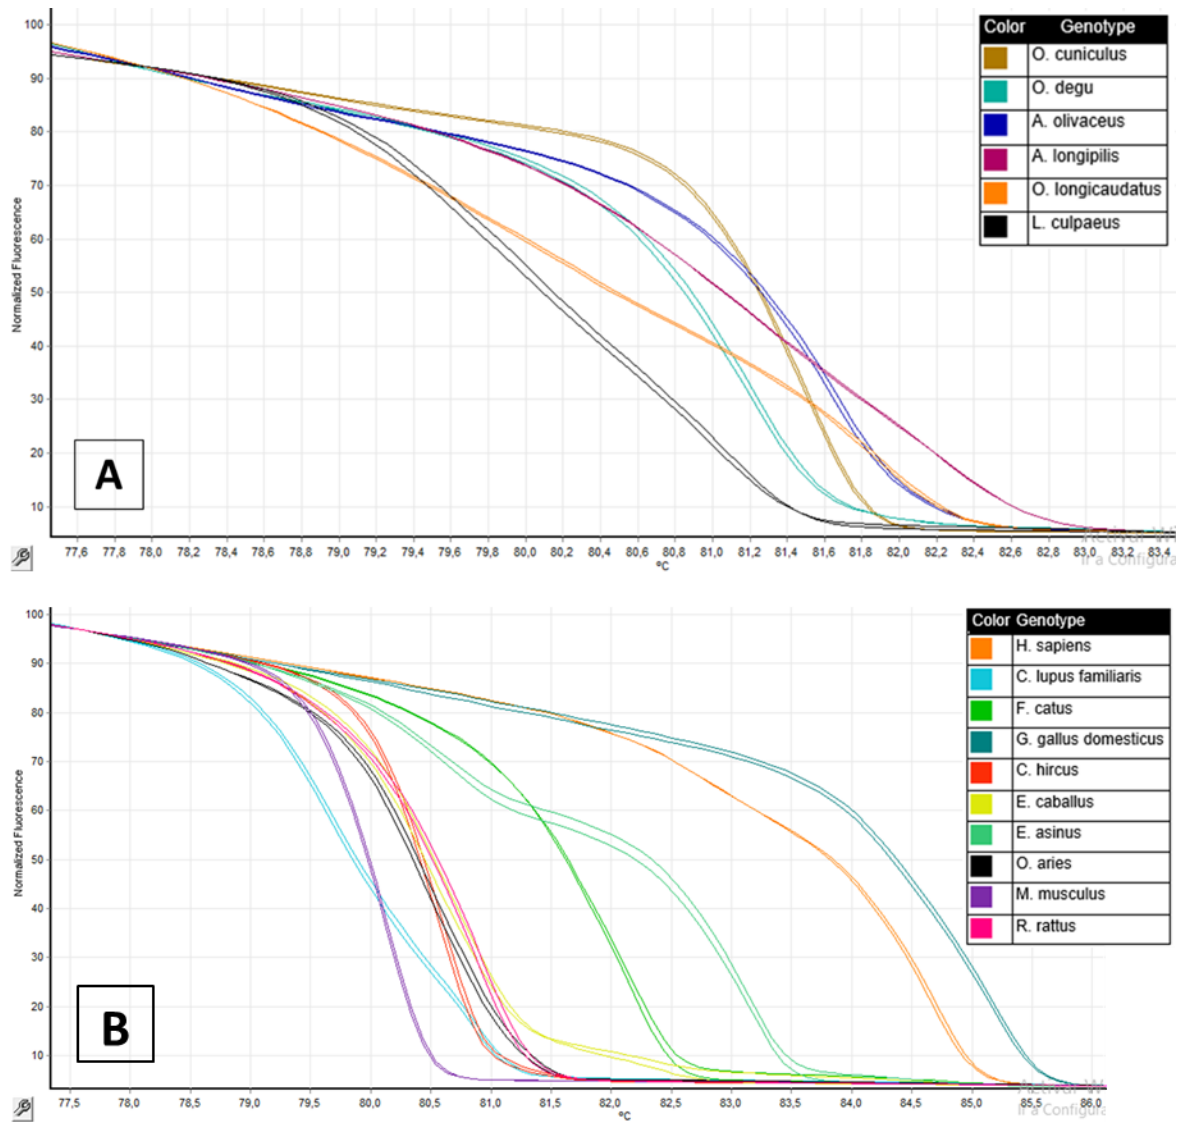 100
90
80
70
60
50
40
30
20
10
Normalized Fluorescence
Color Genotype
O. cuniculus
O. degu
A. olivaceus
A. longipilis
O. longicaudatus
L. culpaeus
A
77,6 77,8 78,0 78,2 78,4 78,6 78,8 79,0 79,2 79,4 79,6 79,8 80,0 80,2 80,4 80,6 80,8 81,0 81,2 81,4 81,6 81,8 82,0 82,2 82,4 82,6 82,8 83,0 83,2 83,4
ºC
Ir a Configura
100
90
80
70
60
50
40
30
20
10
Normalized Fluorescence
Color Genotype
H. sapiens
C. lupus familiaris
F. catus
G. gallus domesticus
C. hircus
E. caballus
E. asinus
O. aries
M. musculus
R. rattus
B
77,5 78,0 78,5 79,0 79,5 80,0 80,5 81,0 81,5 82,0 82,5 83,0 83,5 84,0 84,5 85,0 85,5 86,0
ºC
Ir a Configura